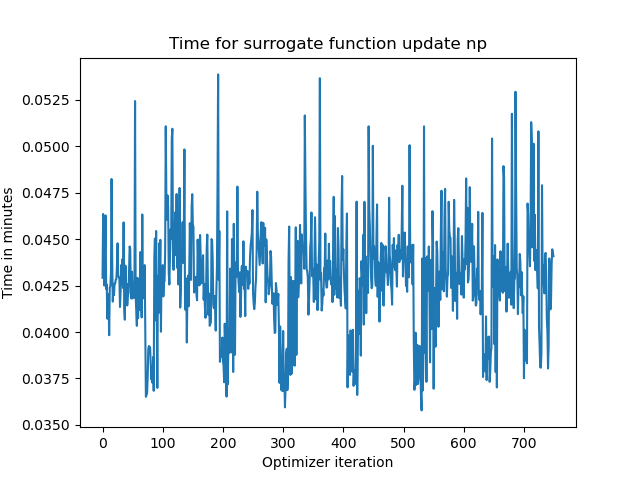 Time for surrogate function update np
0.0525
0.0500
0.0475
0.0450
0.0425
0.0400
0.0375
0.0350
Time in minutes
0 100 200 300 400 500 600 700
Optimizer iteration